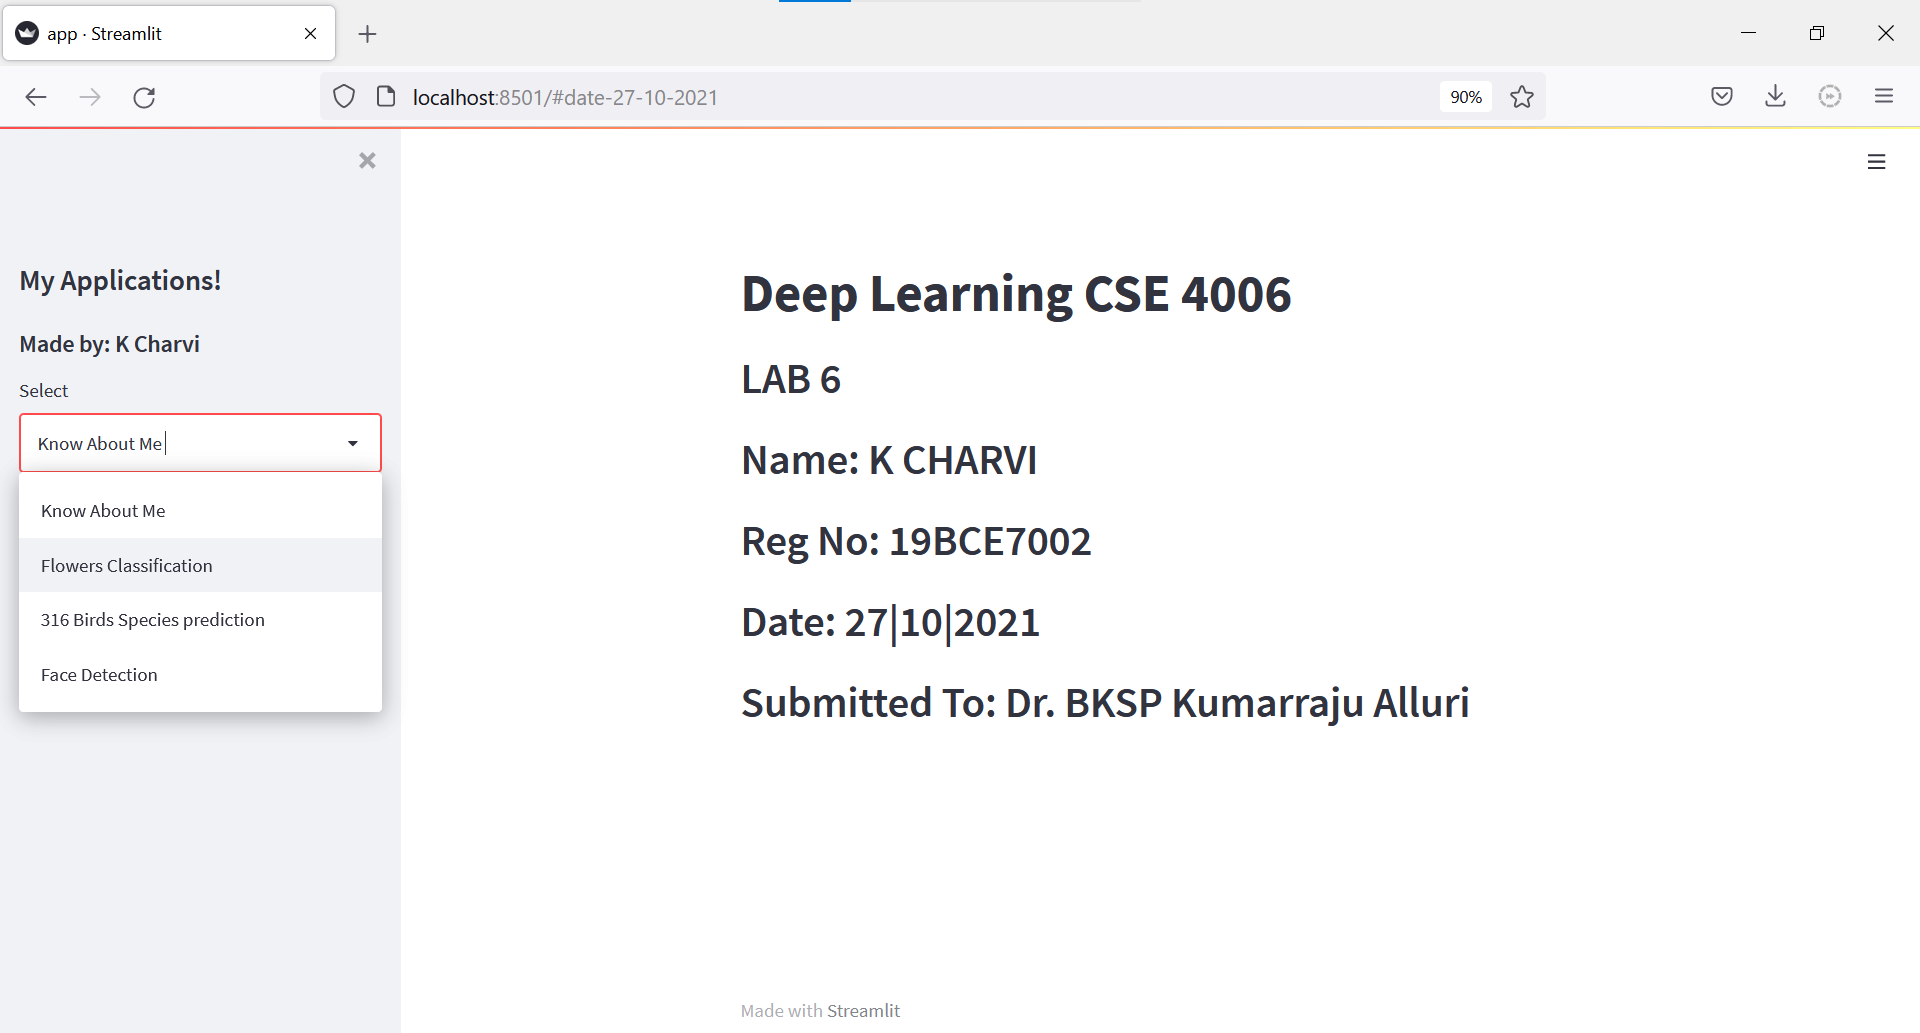 app · Streamlit
localhost:8501/#date-27-10-2021
90%
My Applications!
Made by: K Charvi
Select
Know About Me
Know About Me
Flowers Classification
316 Birds Species prediction
Face Detection
Deep Learning CSE 4006
LAB 6
Name: K CHARVI
Reg No: 19BCE7002
Date: 27|10|2021
Submitted To: Dr. BKSP Kumarraju Alluri
Made with Streamlit